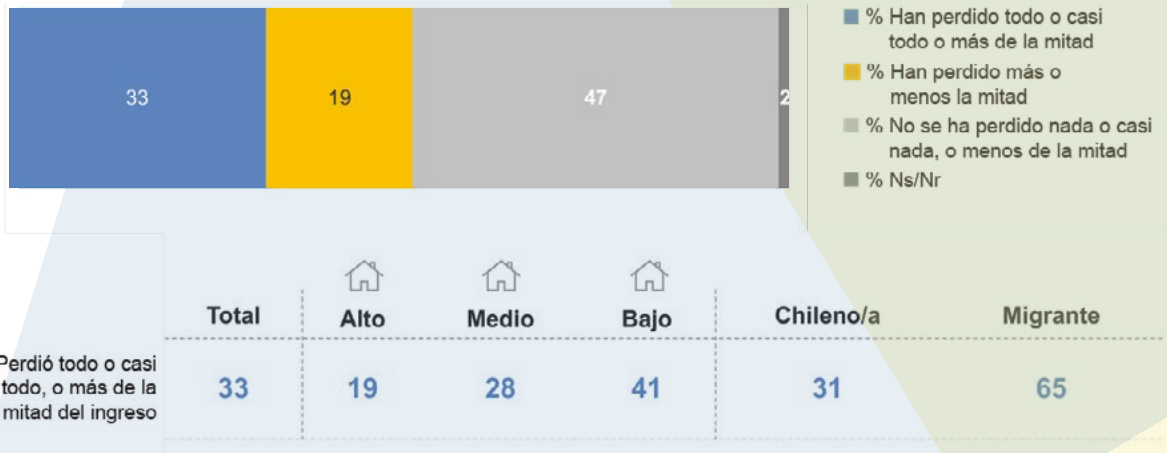 33 19 47 2
% Han perdido todo o casi
todo o más de la mitad
% Han perdido más o
menos la mitad
% No se ha perdido nada o casi
nada, o menos de la mitad
% Ns/Nr
Total Alto Medio Bajo Chileno/a Migrante
Perdió todo o casi
todo, o más de la
mitad del ingreso
33 19 28 41 31 65